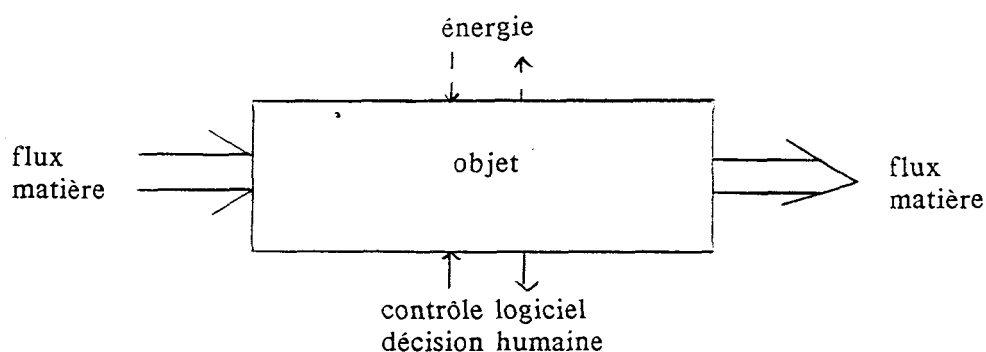 énergie
flux
matière
objet
flux
matière
contrôle logiciel
décision humaine